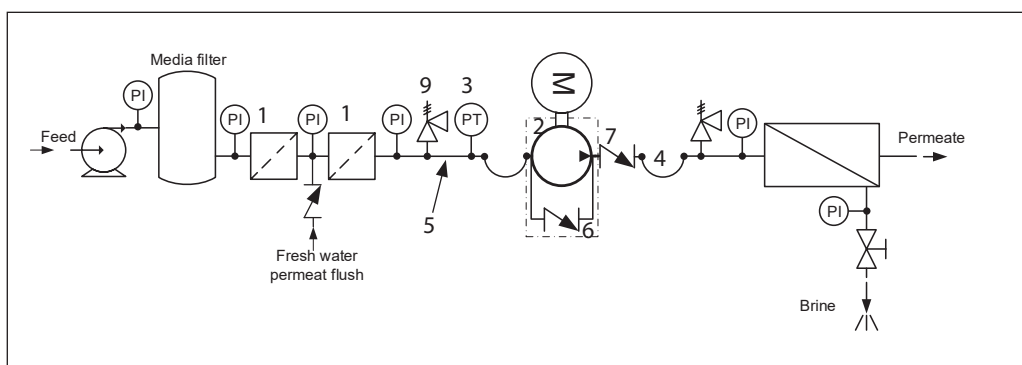 Media filter
PI
Feed
PI
1
PI
1
PI
9
3
PT
5
Fresh water
permeat flush
M
2
7
6
4
PI
Permeate
PI
Brine